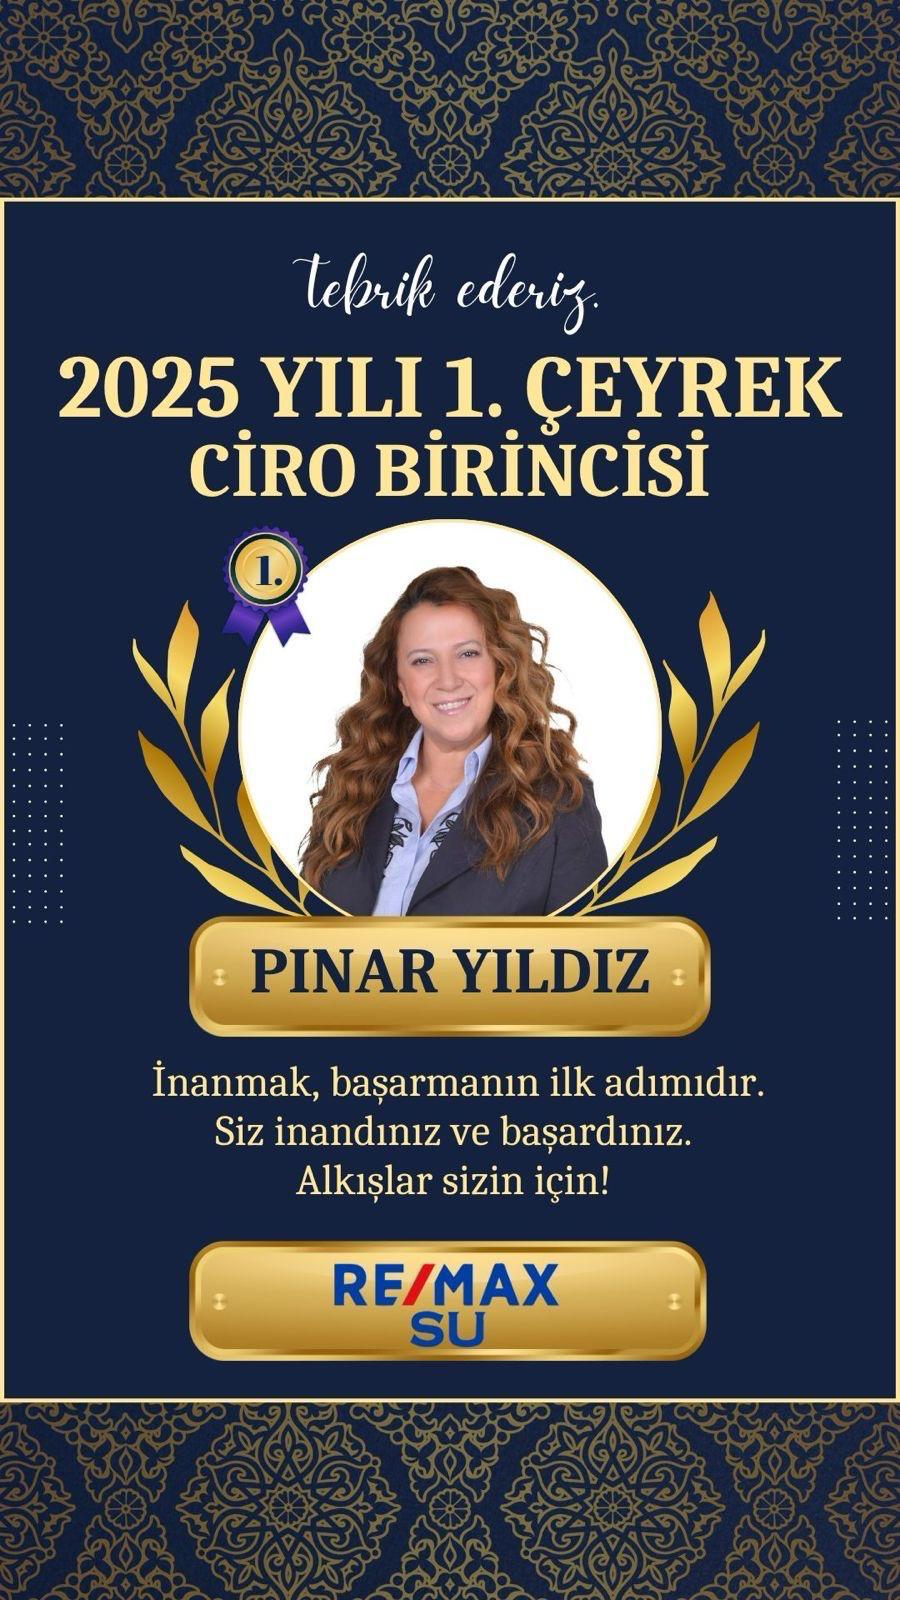 tebrik ederiz.
2025 YILI 1. ÇEYREK
CİRO BİRİNCİSİ
1.
PINAR YILDIZ
İnanmak, başarmanın ilk adımıdır.
Siz inandınız ve başardınız.
Alkışlar sizin için!
RE/MAX
SU